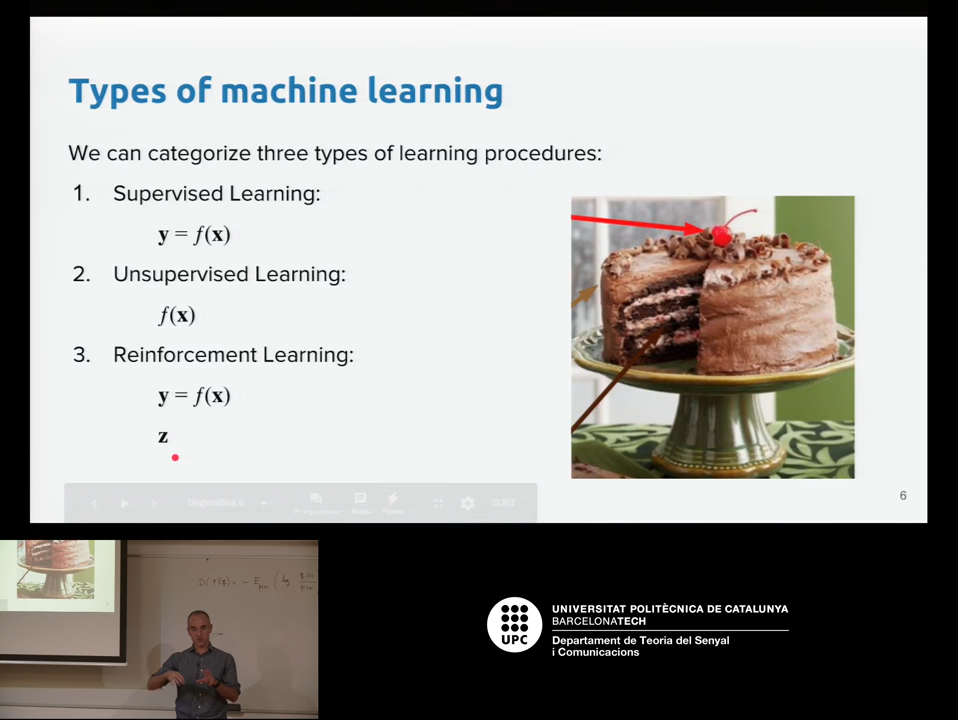 Types of machine learning
We can categorize three types of learning procedures:
1. Supervised Learning:
y = f(x)
2. Unsupervised Learning:
f(x)
3. Reinforcement Learning:
y = f(x)
z
6
UPC
UNIVERSITAT POLITÈCNICA DE CATALUNYA
BARCELONATECH
Departament de Teoria del Senyal
i Comunicacions